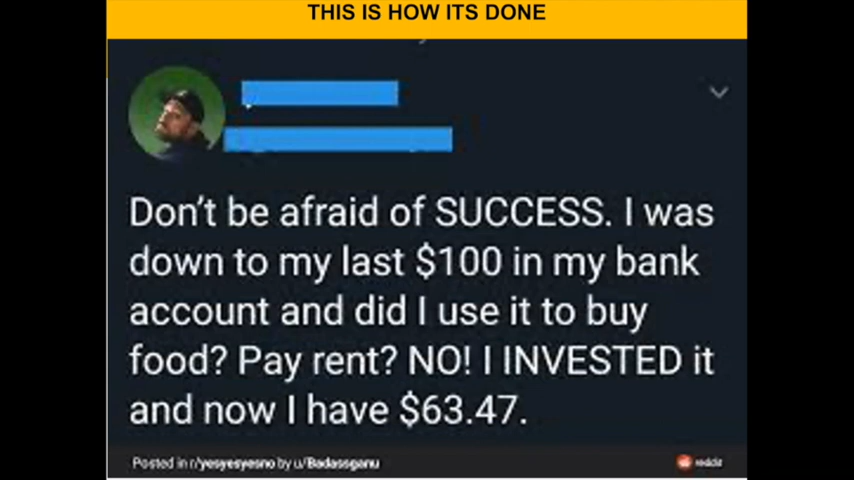 THIS IS HOW ITS DONE
Don't be afraid of SUCCESS. I was
down to my last $100 in my bank
account and did I use it to buy
food? Pay rent? NO! I INVESTED it
and now I have $63.47.
Posted in r/yesyesyesno by u/Badassganu
reddit